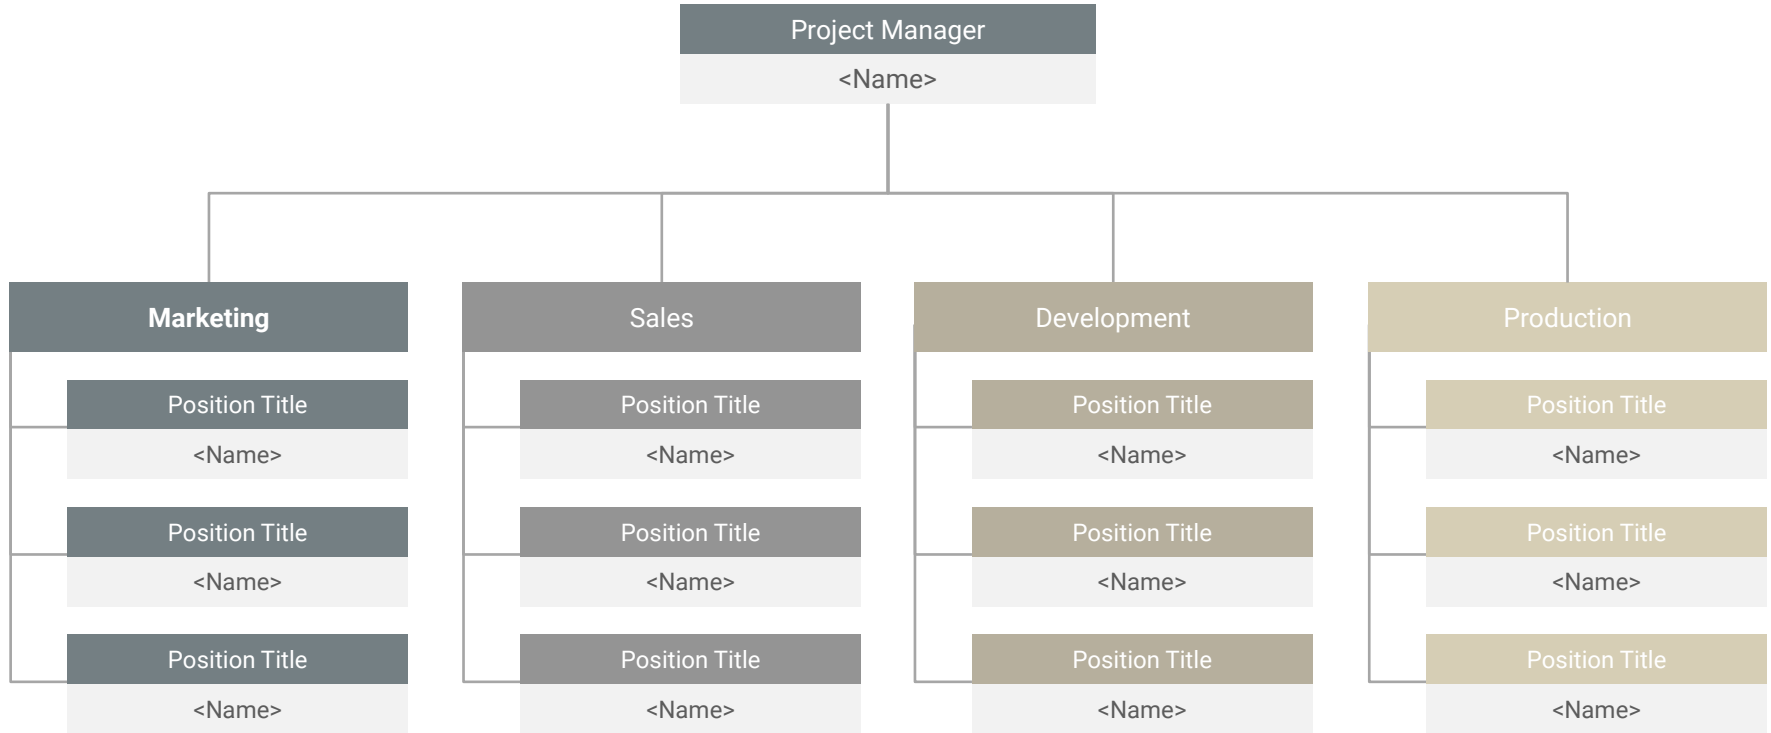 Project Manager
<Name>
Marketing
Position Title
<Name>
Position Title
<Name>
Position Title
<Name>
Sales
Position Title
<Name>
Position Title
<Name>
Position Title
<Name>
Development
Position Title
<Name>
Position Title
<Name>
Position Title
<Name>
Production
Position Title
<Name>
Position Title
<Name>
Position Title
<Name>